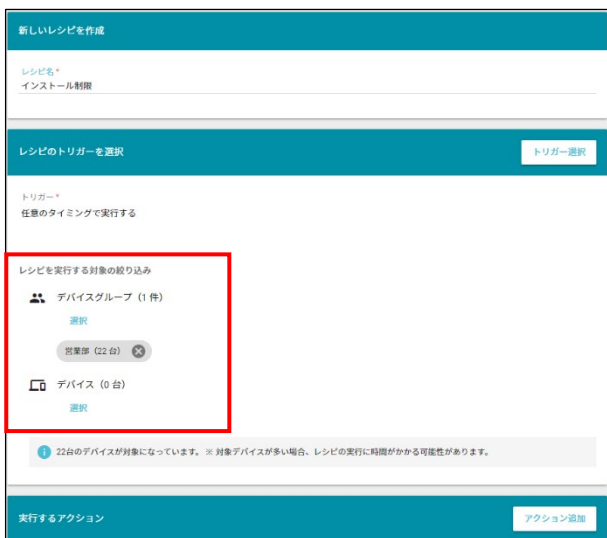 新しいレシピを作成
レシピ名*
インストール制限
レシピのトリガーを選択
トリガー選択
トリガー*
任意のタイミングで実行する
レシピを実行する対象の絞り込み
デバイスグループ（1 件）
選択
営業部（22 台）
デバイス（0 台）
選択
22台のデバイスが対象になっています。※ 対象デバイスが多い場合、レシピの実行に時間がかかる可能性があります。
実行するアクション
アクション追加